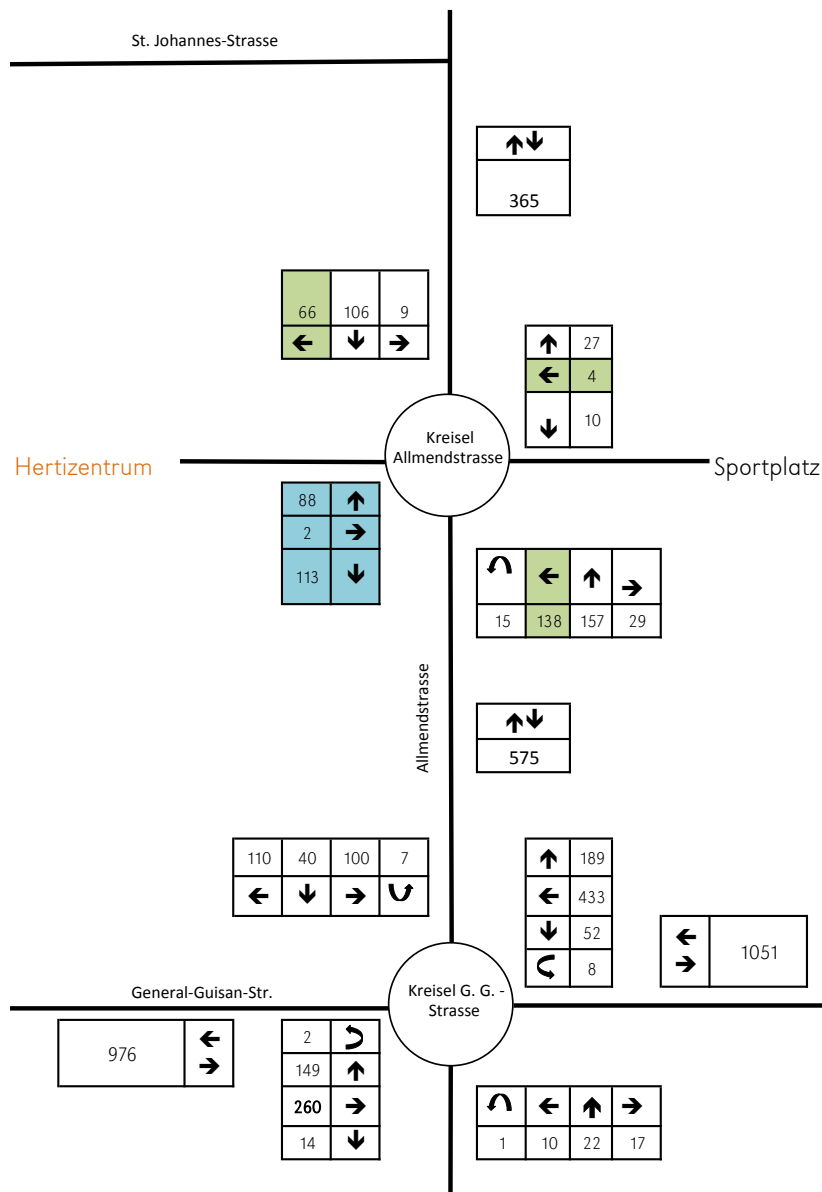 St. Johannes-Strasse
365
66 106 9
27
4
10
Kreisel
Allmendstrasse
Hertizentrum
Sportplatz
88
2
113
15 138 157 29
Allmendstrasse
575
110 40 100 7
189
433
52
8
1051
General-Guisan-Str.
Kreisel G. G. -
Strasse
976
2
149
260
14
1 10 22 17